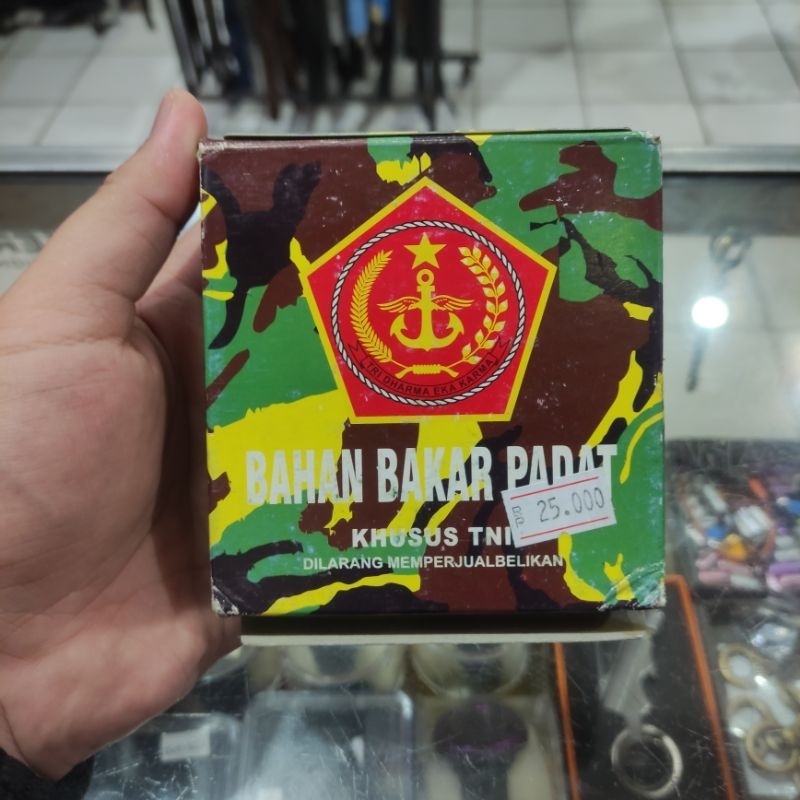 TRI DHARMA EKA KARMA
BAHAN BAKAR PADAT
Rp. 25.000
KHUSUS TNI
DILARANG MEMPERJUALBELIKAN